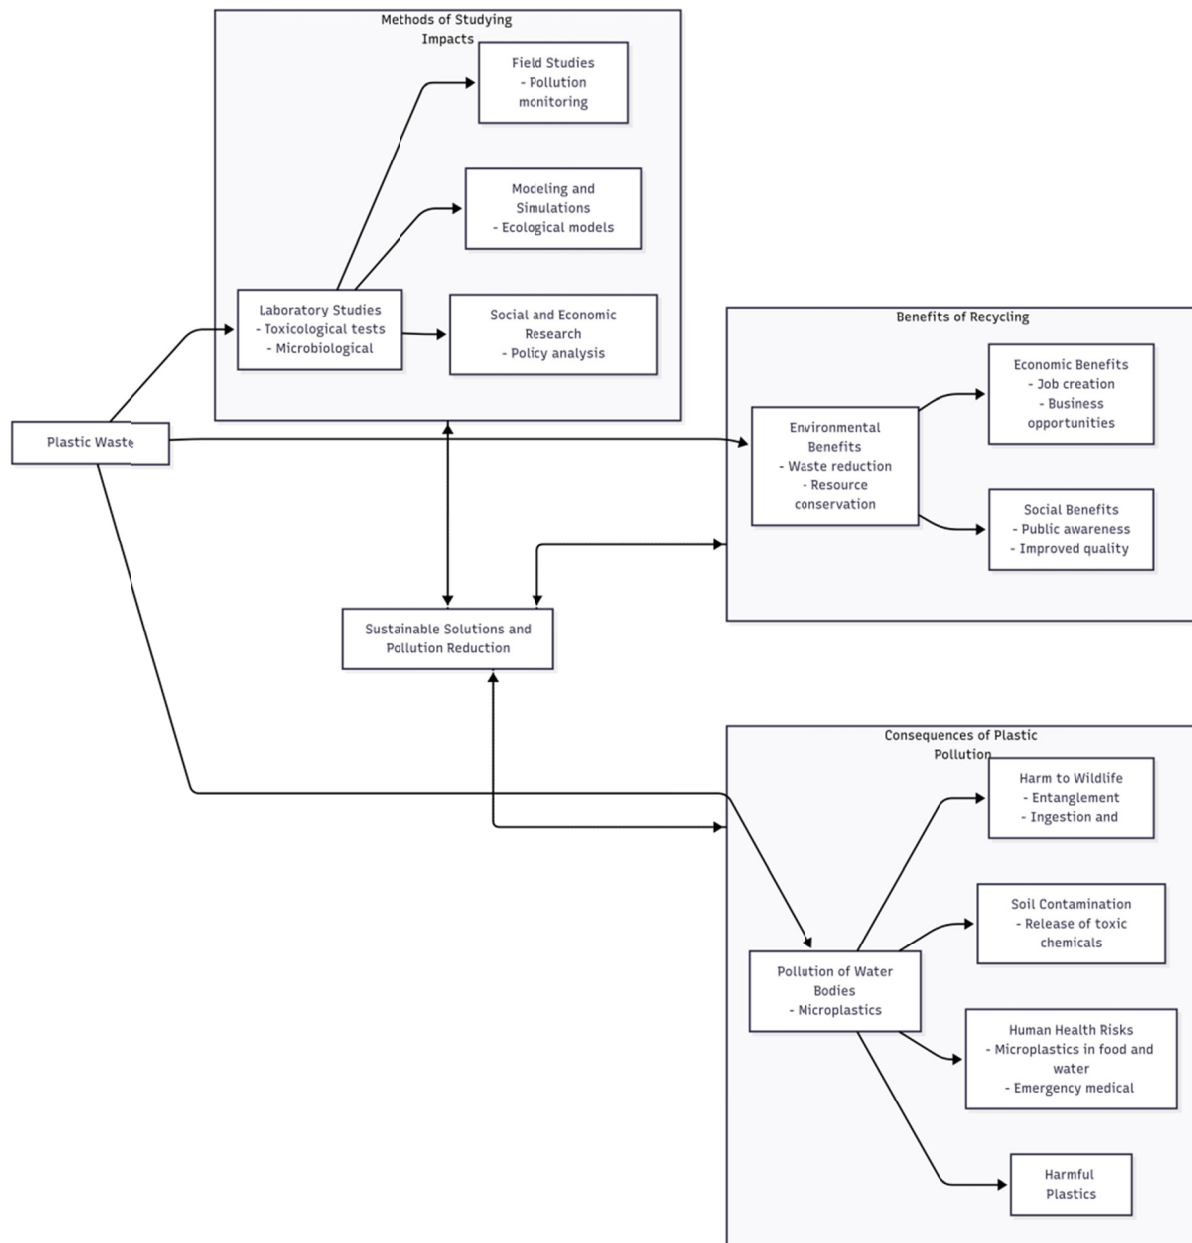 Methods of Studying
Impacts
Field Studies
- Pollution
monitoring
Moceling and
Simulations
- Ecological models
Laboratory Studies
- Toxicological tests
- Microbiological
Social and Economic
Research
- Policy analysis
Plastic Waste
Benefits of Recycling
Economic Benefits
- Job creation
- Business
opportunities
Environmental
Benefits
- Waste reduction
- Resource
conservation
Social Benefits
- Public awareness
- Improved quality
Sustainable Solutions and
Pollution Reduction
Consequences of Plastic
Pollution
Harm to Wildlife
- Entanglement
- Ingestion and
Soil Contamination
- Release of toxic
chemicals
Pollution of Water
Bodies
- Nicroplastics
Human Health Risks
- Microplastics in food and
water
- Emergency medical
Harmful
Plastics